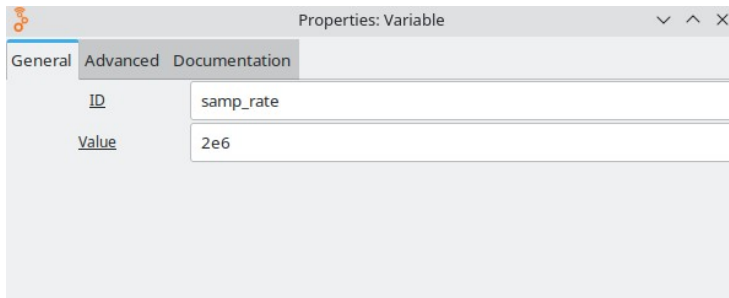 Properties: Variable
General Advanced Documentation
ID samp_rate
Value 2e6